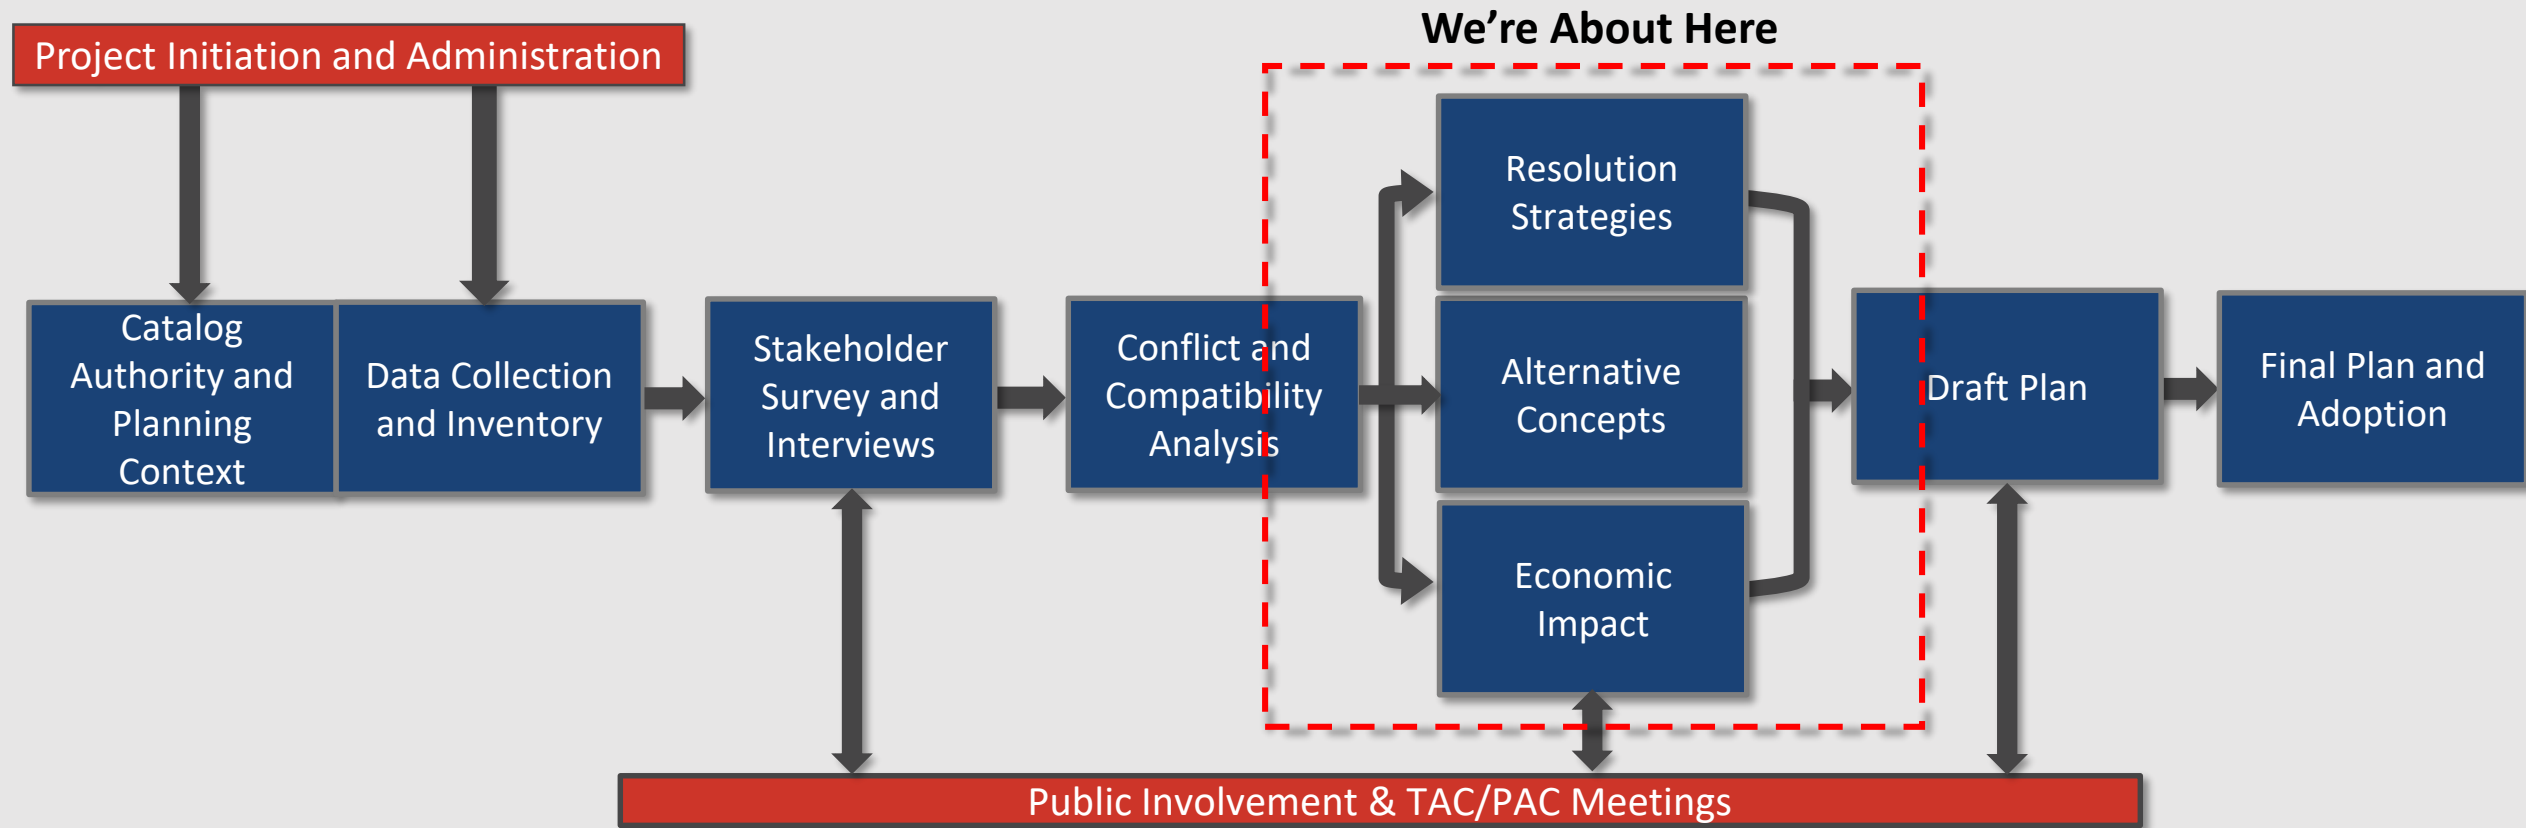 We’re About Here
Project Initiation and Administration
Catalog
Authority and
Planning
Context
Data Collection
and Inventory
Stakeholder
Survey and
Interviews
Conflict and
Compatibility
Analysis
Resolution
Strategies
Alternative
Concepts
Economic
Impact
Draft Plan
Final Plan and
Adoption
Public Involvement & TAC/PAC Meetings